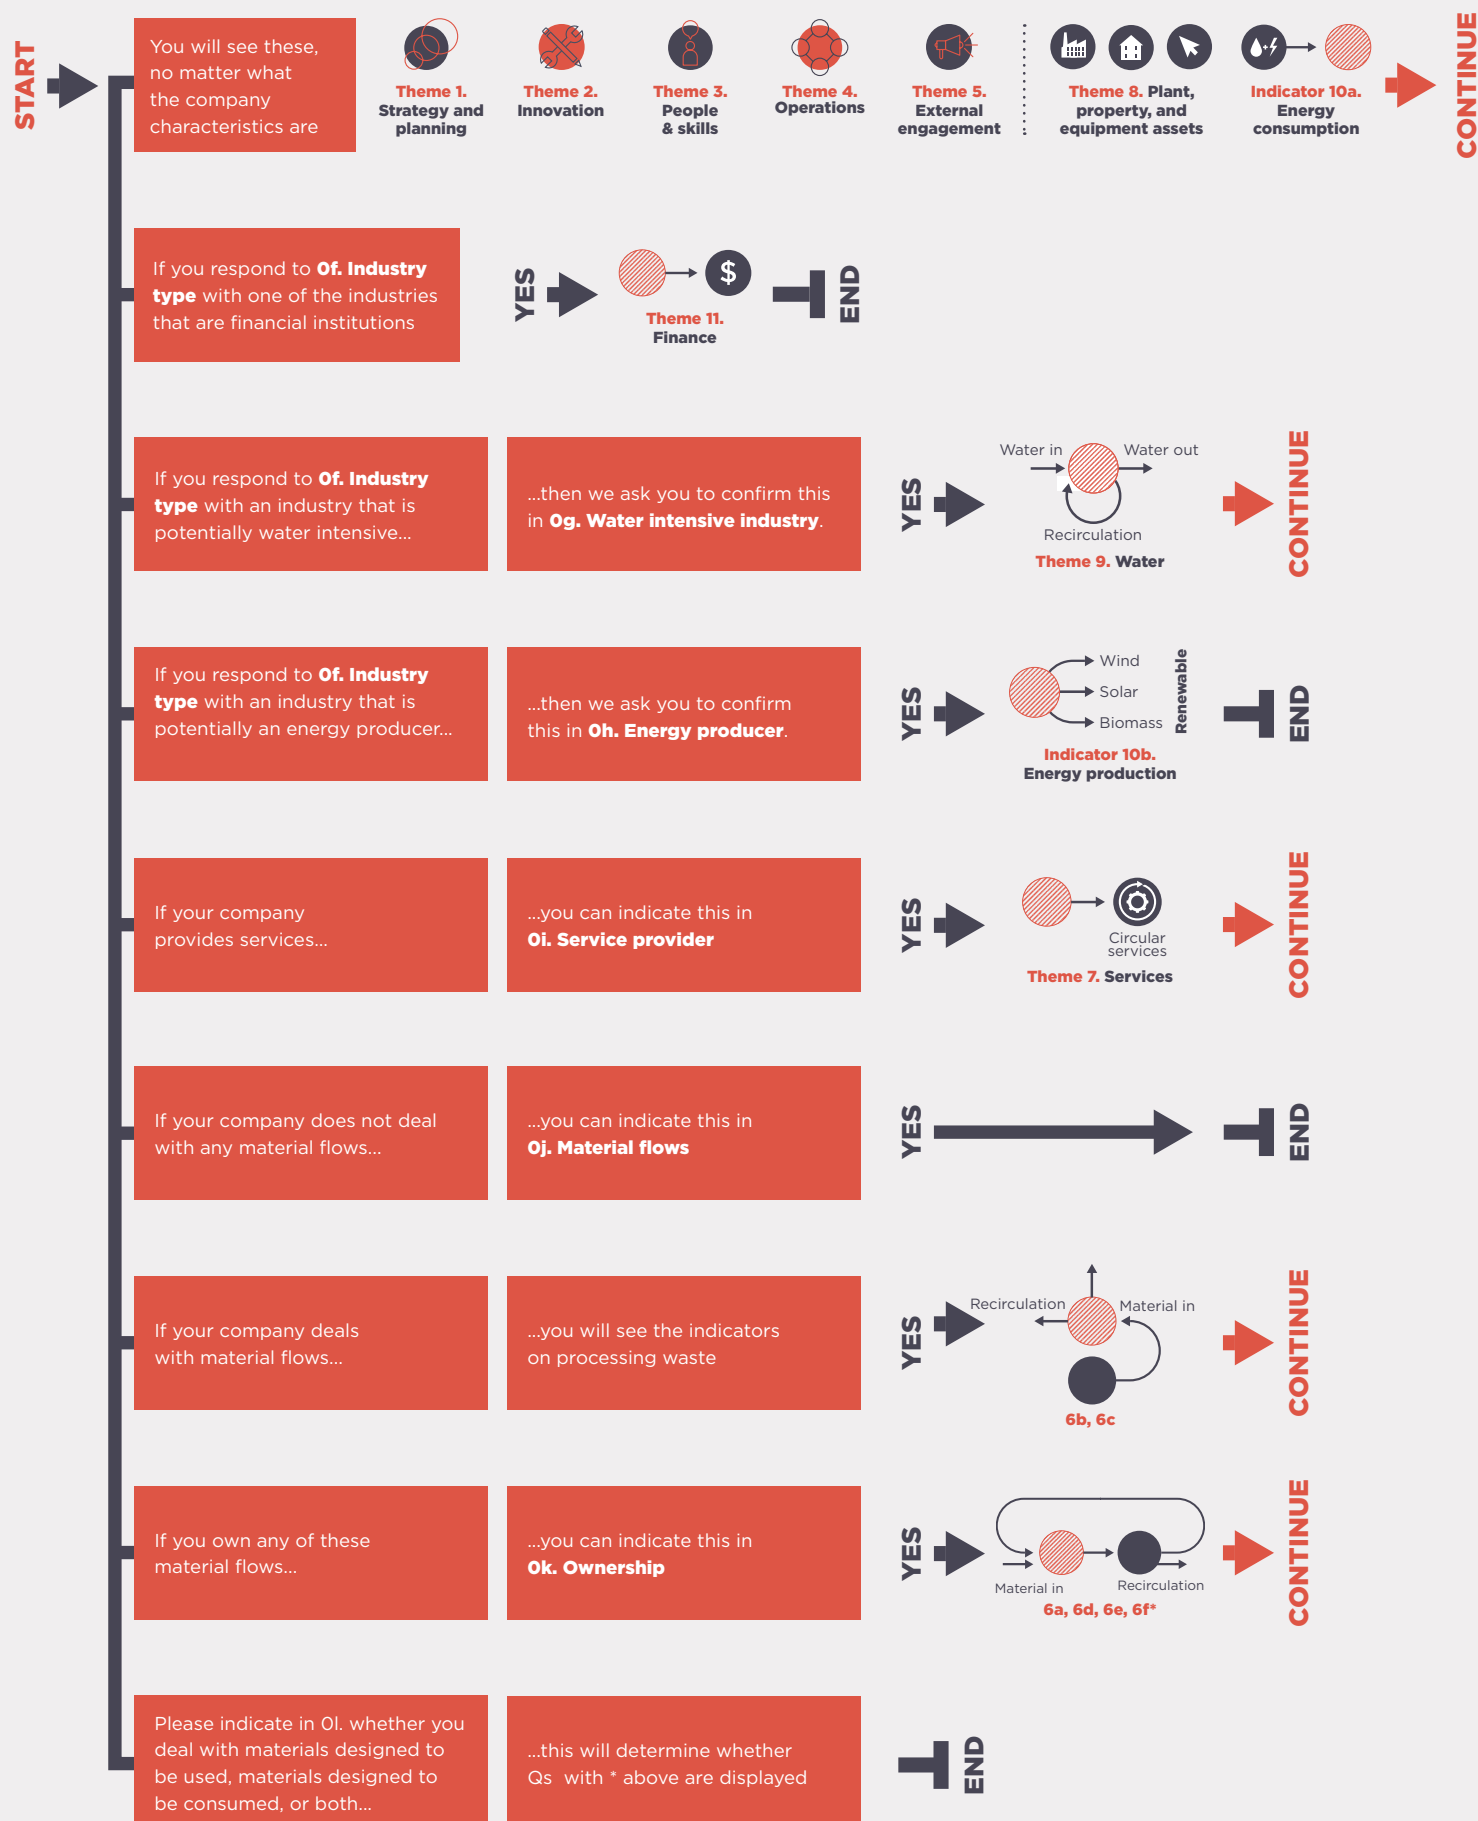 START
You will see these,
no matter what
the company
characteristics are
Theme 1.
Strategy and
planning
Theme 2.
Innovation
Theme 3.
People
& skills
Theme 4.
Operations
Theme 5.
External
engagement
Theme 8. Plant,
property, and
equipment assets
Indicator 10a.
Energy
consumption
CONTINUE
If you respond to 0f. Industry
type with one of the industries
that are financial institutions
YES
$
Theme 11.
Finance
END
If you respond to 0f. Industry
type with an industry that is
potentially water intensive...
...then we ask you to confirm this
in 0g. Water intensive industry.
YES
Water in
Water out
Recirculation
Theme 9. Water
CONTINUE
If you respond to 0f. Industry
type with an industry that is
potentially an energy producer...
...then we ask you to confirm
this in 0h. Energy producer.
YES
Wind
Solar
Biomass
Renewable
Indicator 10b.
Energy production
END
If your company
provides services...
...you can indicate this in
0i. Service provider
YES
Circular
services
Theme 7. Services
CONTINUE
If your company does not deal
with any material flows...
...you can indicate this in
0j. Material flows
YES
END
If your company deals
with material flows...
...you will see the indicators
on processing waste
YES
Recirculation
Material in
6b, 6c
CONTINUE
If you own any of these
material flows...
...you can indicate this in
0k. Ownership
YES
Material in
Recirculation
6a, 6d, 6e, 6f*
CONTINUE
Please indicate in 0l. whether you
deal with materials designed to
be used, materials designed to
be consumed, or both...
...this will determine whether
Qs with * above are displayed
END